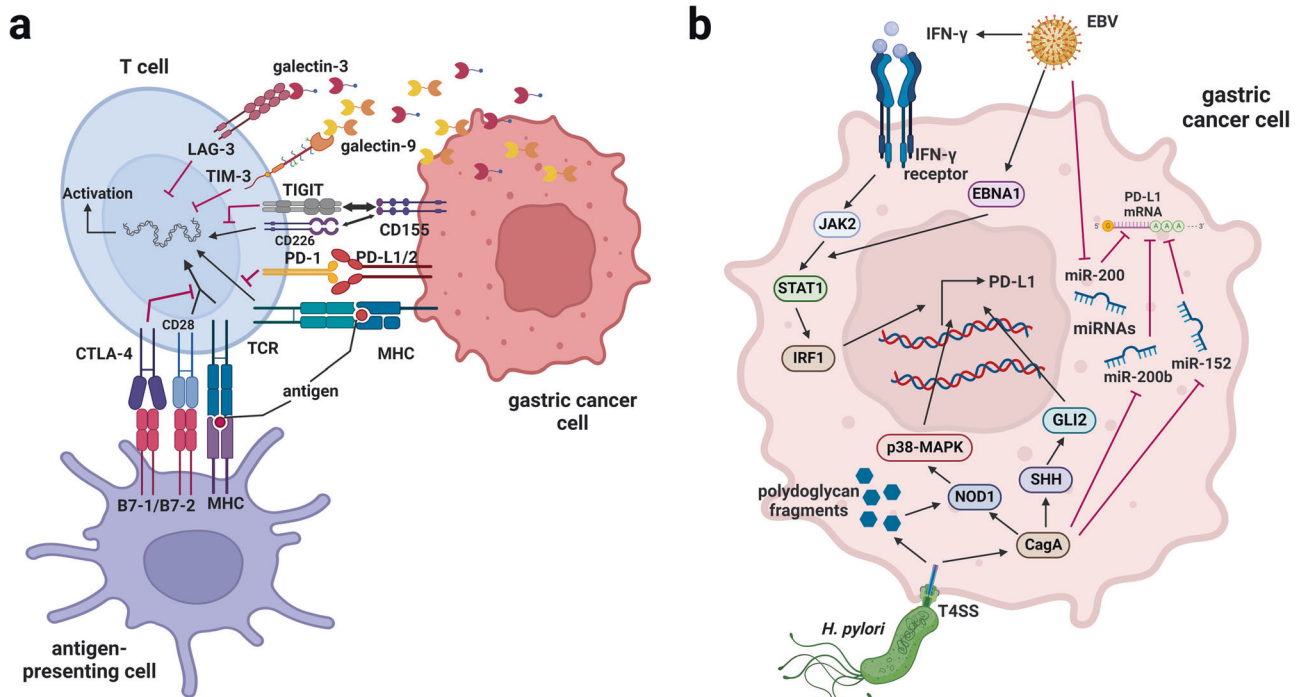 a
T cell
galectin-3
LAG-3
galectin-9
TIM-3
TIGIT
Activation
CD226
CD155
PD-1
PD-L1/2
CD28
CTLA-4
TCR
MHC
antigen
gastric cancer
cell
B7-1/B7-2
MHC
antigen-
presenting cell
b
EBV
IFN-γ
gastric
cancer cell
IFN-γ
receptor
EBNA1
PD-L1
mRNA
5'
G
A
A
A
3'
JAK2
miR-200
STAT1
PD-L1
miRNAs
IRF1
miR-152
miR-200b
GLI2
p38-MAPK
SHH
polydoglycan
fragments
NOD1
CagA
T4SS
H. pylori